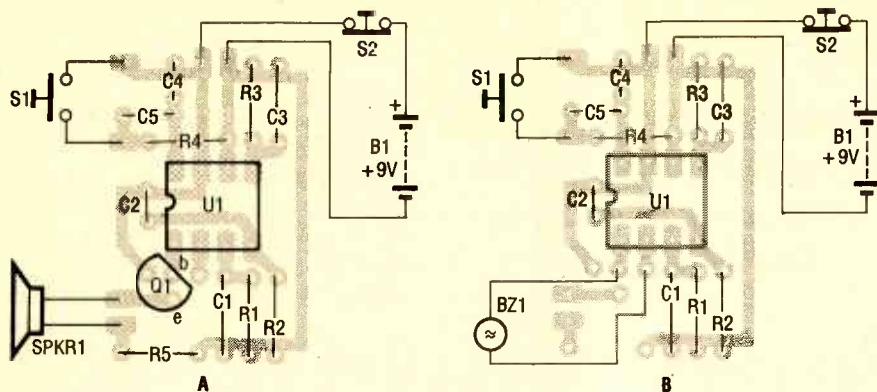 S2
S1
C4
R3
C3
C5
R4
+
B1
+9V
C2
U1
b
Q1
e
SPKR1
C1
R1
R2
R5
A
S2
S1
C4
R3
C3
C5
R4
+
B1
+9V
C2
U1
BZ1
≈
C1
R1
R2
B